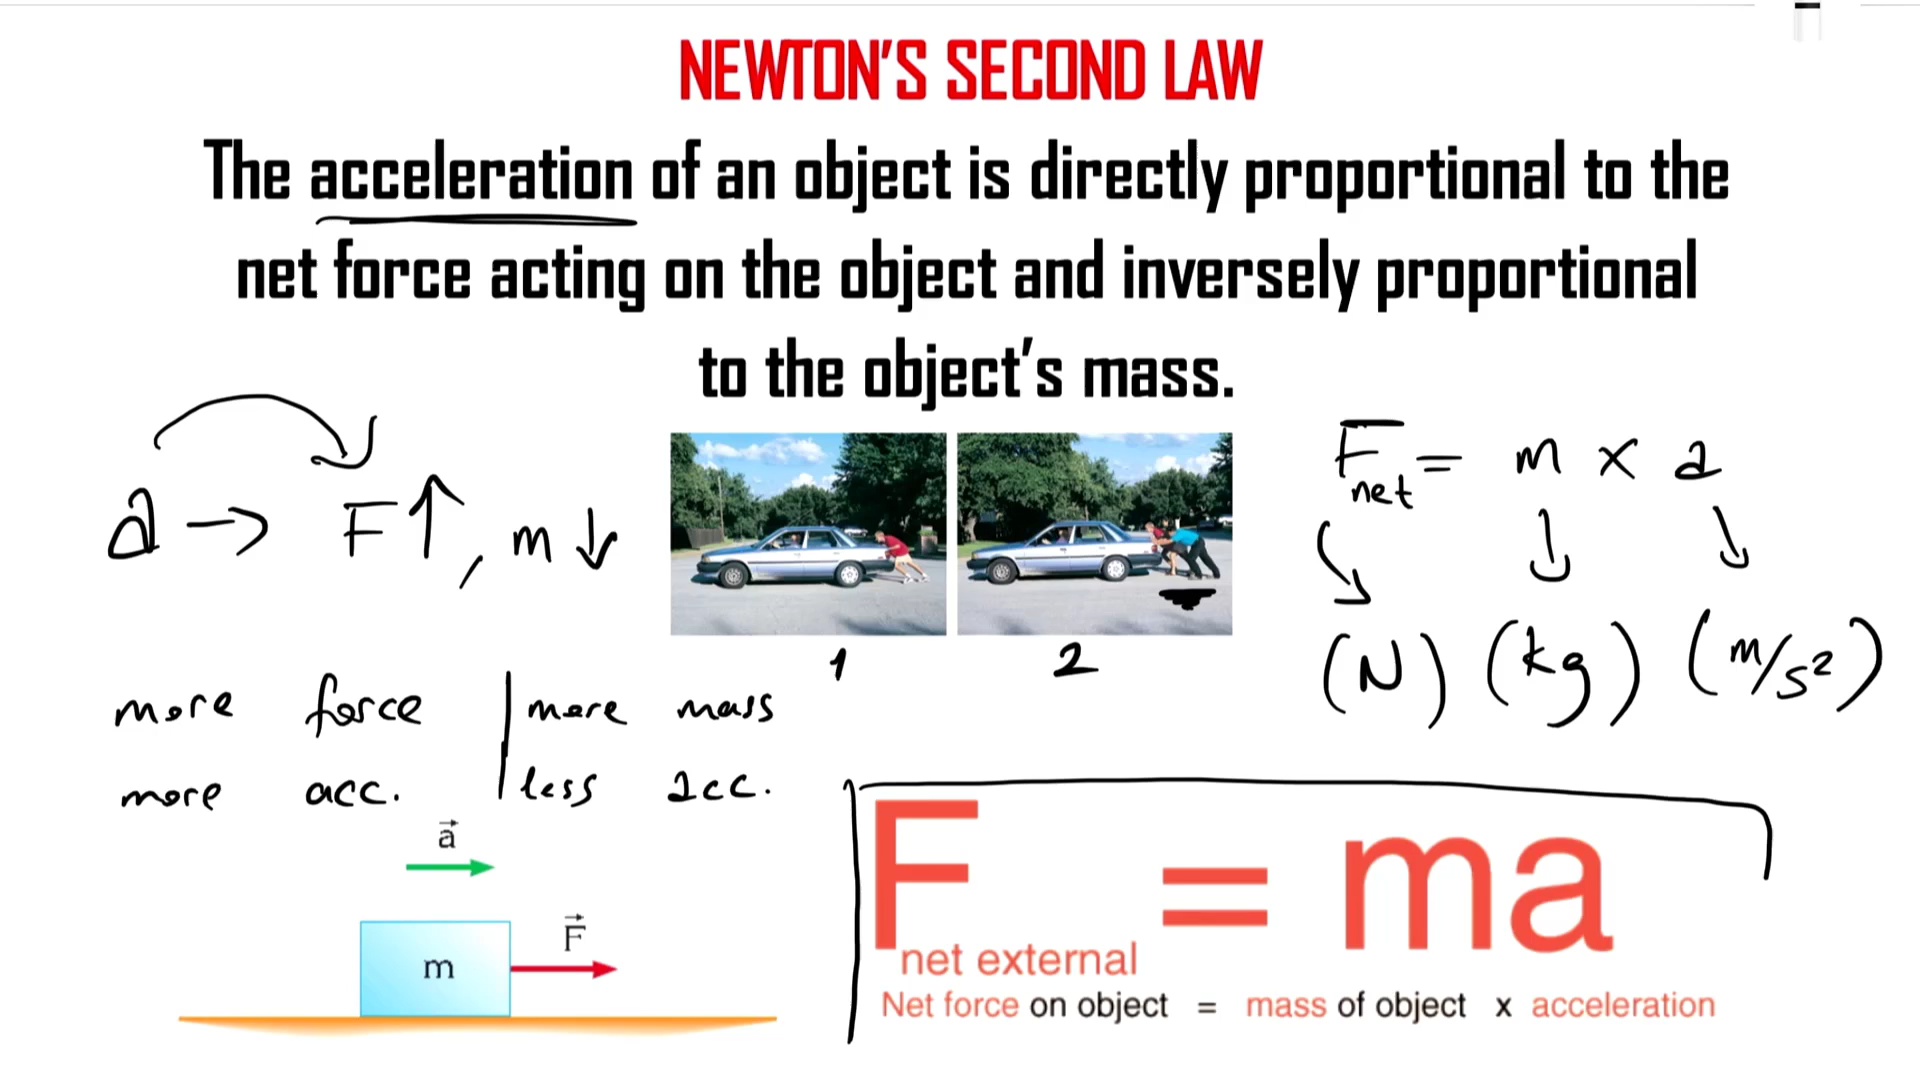 NEWTON'S SECOND LAW
The acceleration of an object is directly proportional to the
net force acting on the object and inversely proportional
to the object's mass.
a → F↑, m↓
1
2
F net = m x a
(N) (kg) (m/s²)
more force | more mass
more acc. | less acc.
a⃗
m
F⃗
F net external = ma
Net force on object = mass of object x acceleration